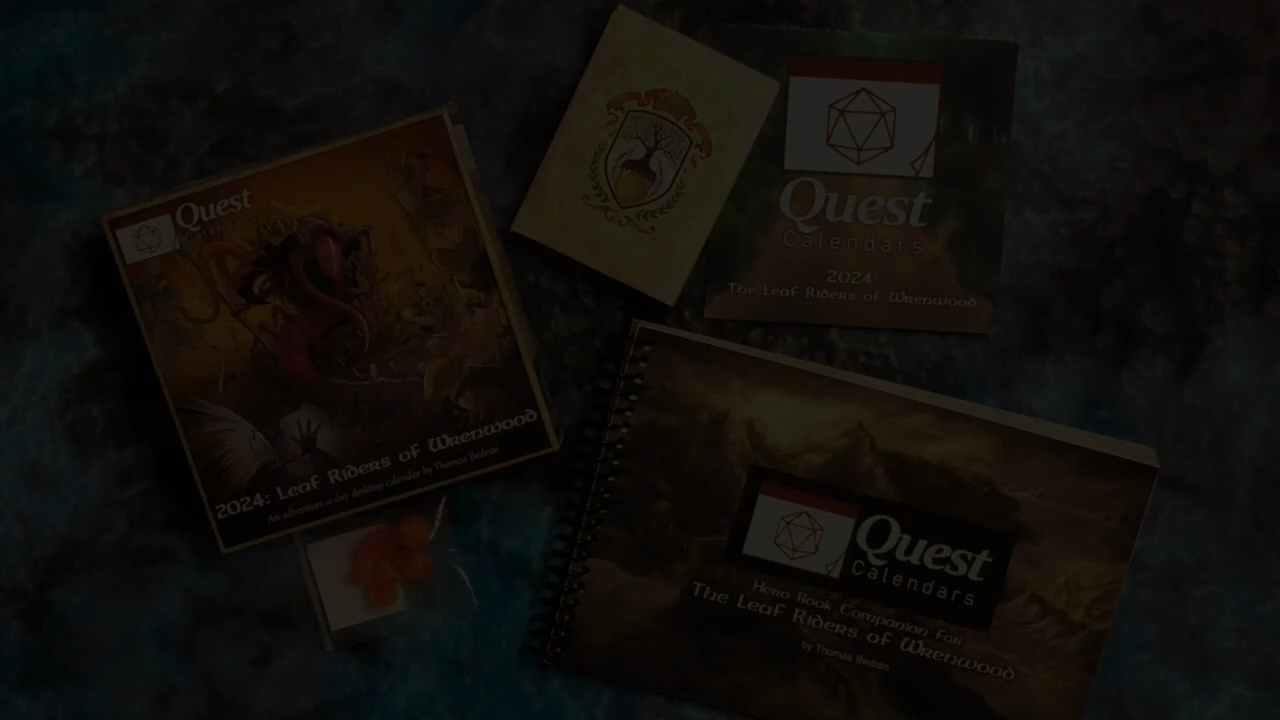 Quest
2024: Leaf Riders of Wrenwood
An adventure-a-day desktop calendar by Thomas Bedran
Quest
Calendars
2024:
The Leaf Riders of Wrenwood
Quest
Calendars
Hero Book Companion For
The Leaf Riders of Wrenwood
by Thomas Bedran